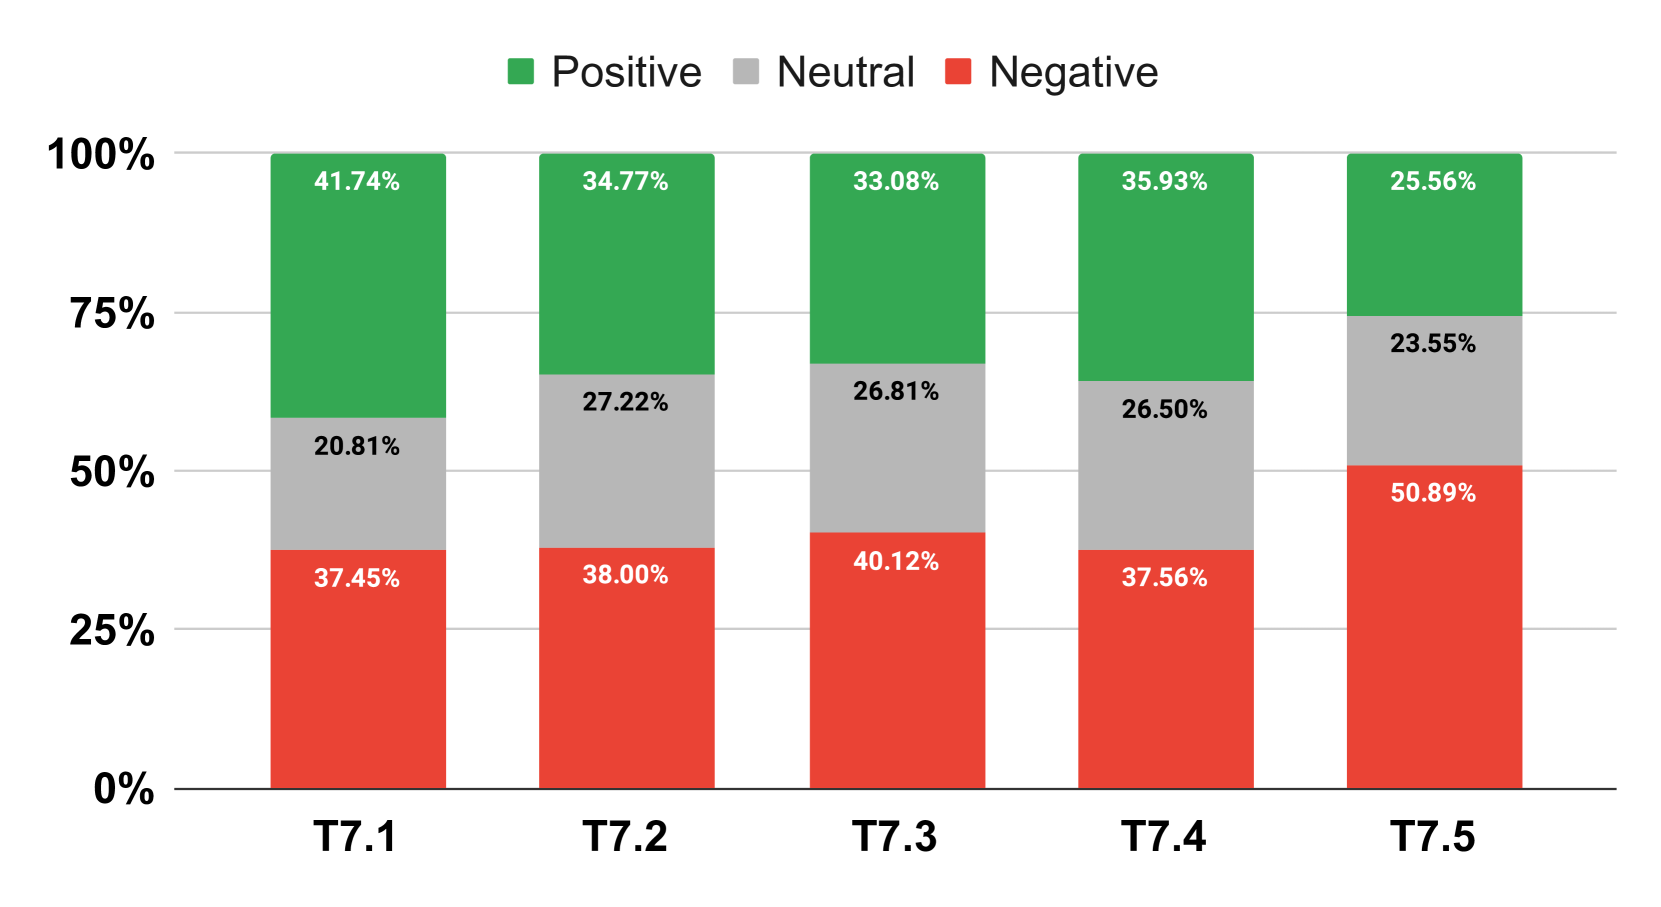 Positive Neutral Negative
100%
41.74% 34.77% 33.08% 35.93% 25.56%
75%
23.55%
27.22% 26.81% 26.50%
20.81%
50%
50.89%
37.45% 38.00% 40.12% 37.56%
25%
0%
T7.1 T7.2 T7.3 T7.4 T7.5